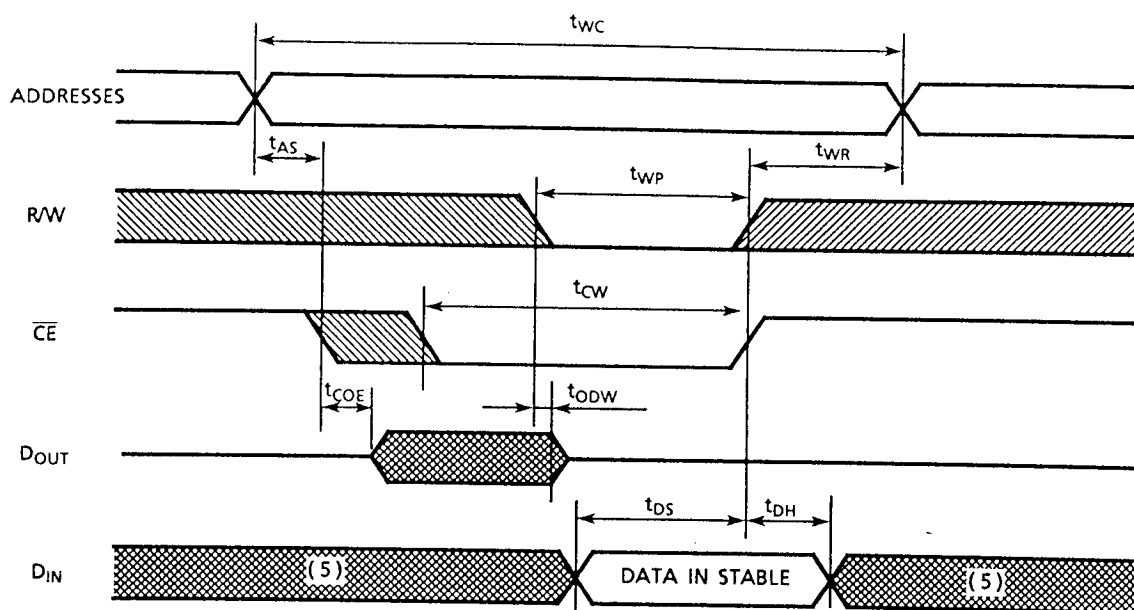 tWC
ADDRESSES
tAS
tWR
tWP
R/W
tCW
CE
tCOE
tODW
DOUT
tDS
tDH
DIN
(5)
DATA IN STABLE
(5)